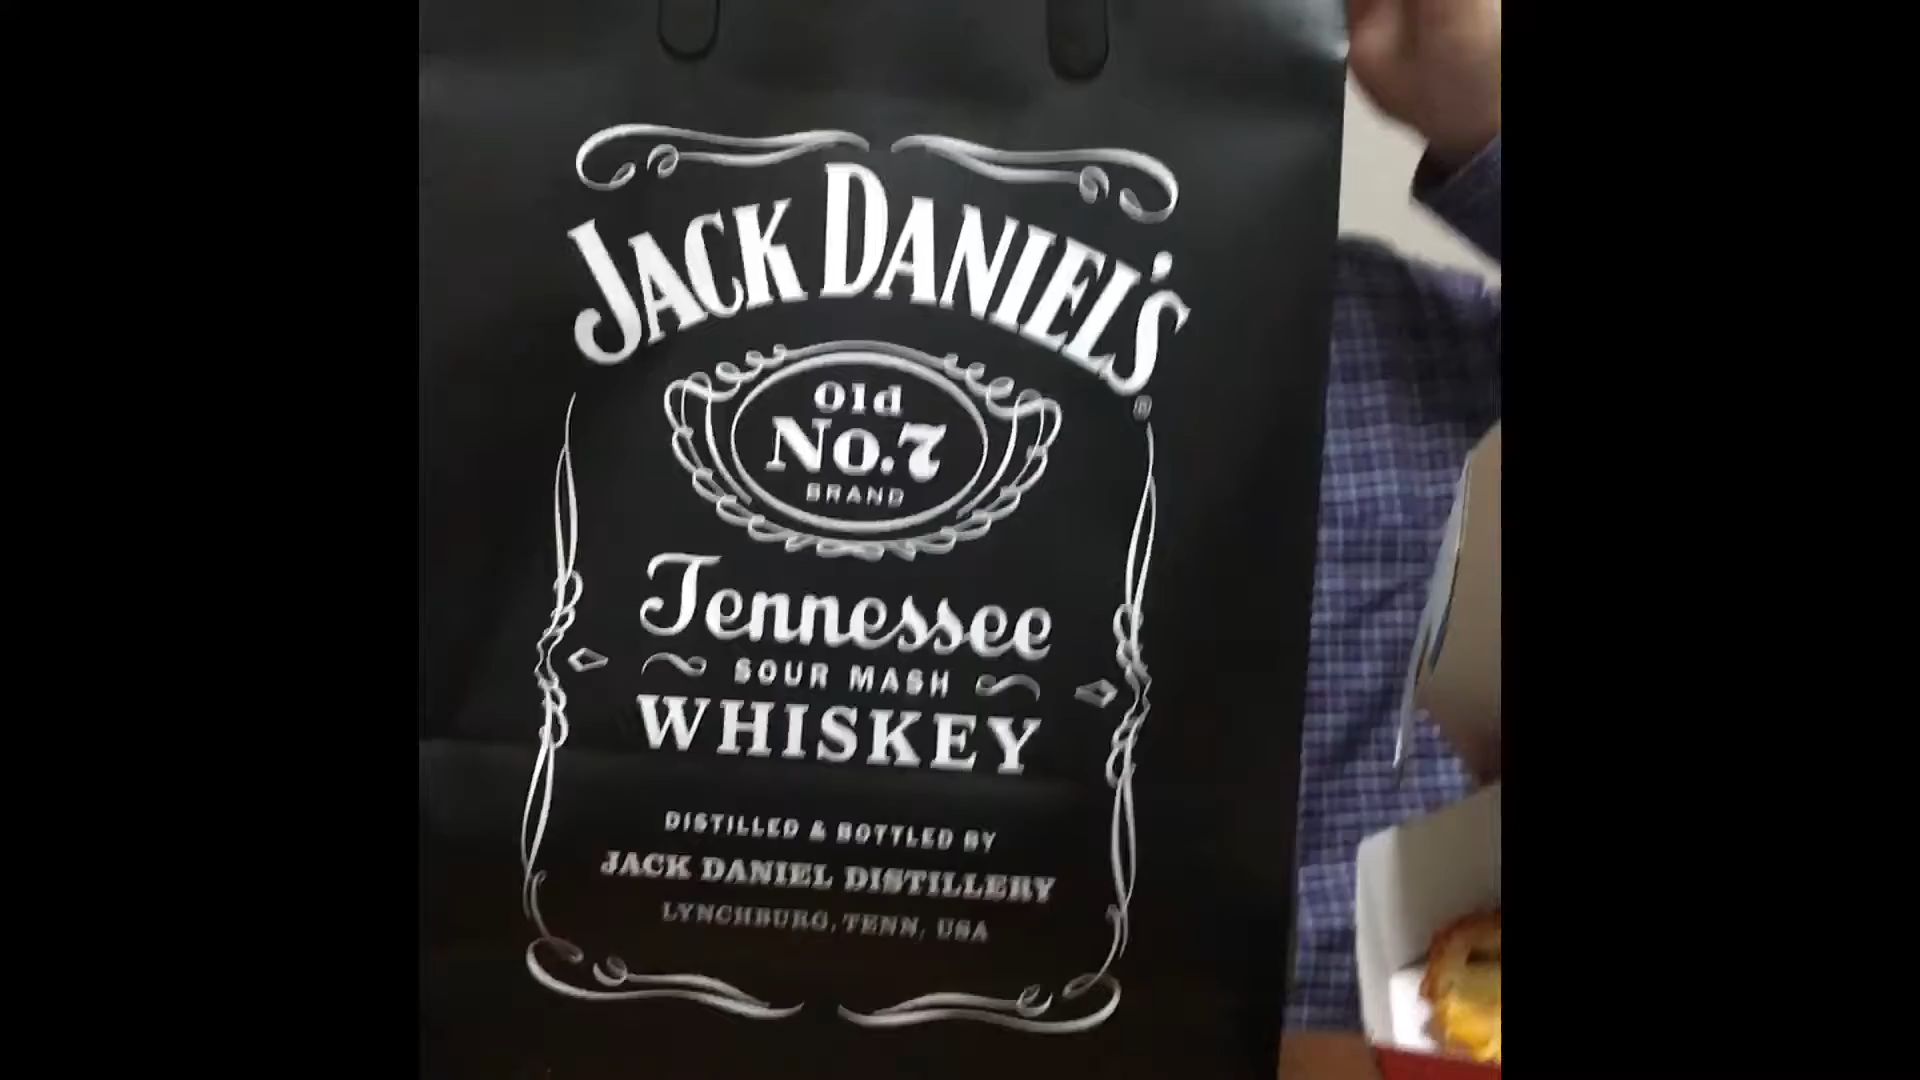 JACK DANIEL'S
®
Old
No.7
BRAND
Tennessee
SOUR MASH
WHISKEY
DISTILLED & BOTTLED BY
JACK DANIEL DISTILLERY
LYNCHBURG, TENN, USA